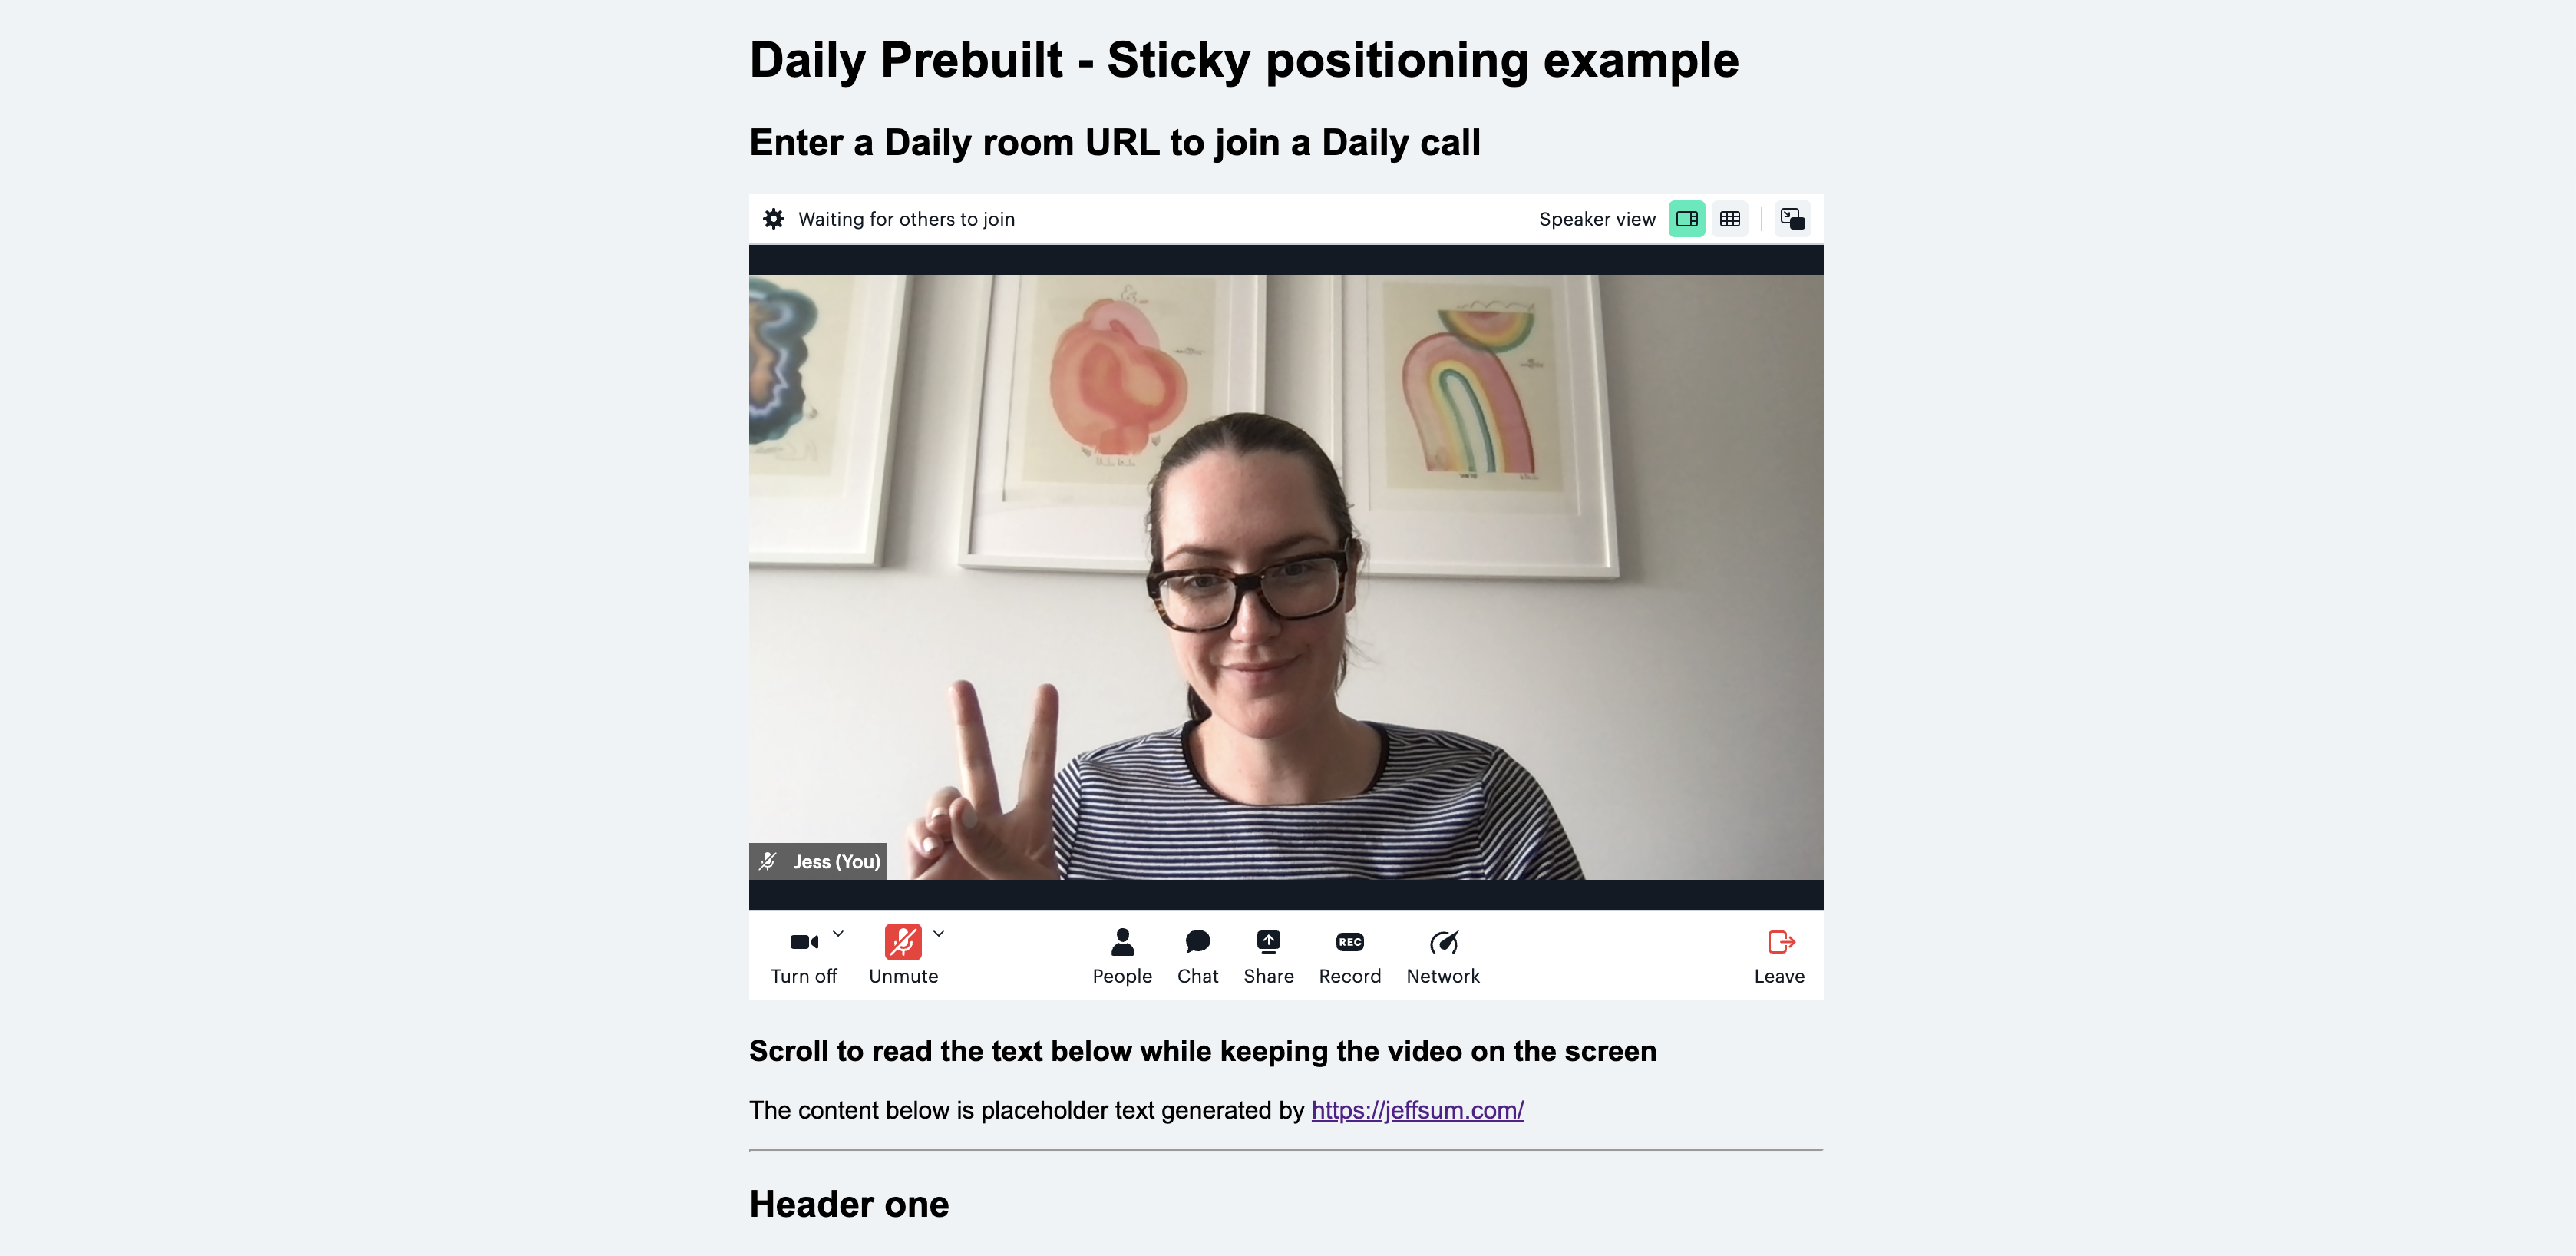 Daily Prebuilt - Sticky positioning example
Enter a Daily room URL to join a Daily call
Waiting for others to join
Speaker view
Jess (You)
Turn off
Unmute
People
Chat
Share
REC
Record
Network
Leave
Scroll to read the text below while keeping the video on the screen
The content below is placeholder text generated by https://jeffsum.com/
Header one